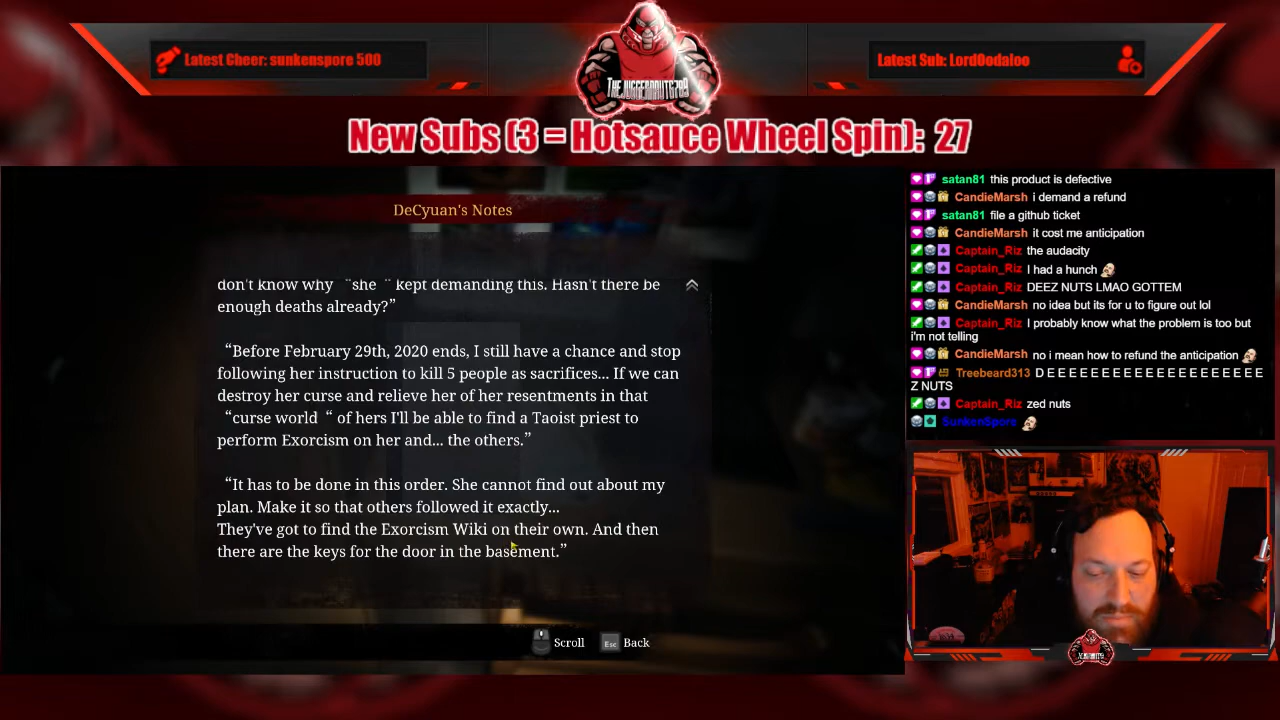 Latest Cheer: sunkenspore 500
THEJUGGERNAUT6789
Latest Sub: LordOodaloo
New Subs (3 = Hotsauce Wheel Spin): 27
DeCyuan's Notes
don't know why "she " kept demanding this. Hasn't there be
enough deaths already?”
“Before February 29th, 2020 ends, I still have a chance and stop
following her instruction to kill 5 people as sacrifices... If we can
destroy her curse and relieve her of her resentments in that
“curse world “ of hers I'll be able to find a Taoist priest to
perform Exorcism on her and... the others.”
“It has to be done in this order. She cannot find out about my
plan. Make it so that others followed it exactly...
They've got to find the Exorcism Wiki on their own. And then
there are the keys for the door in the basement.”
Scroll
Esc Back
satan81 this product is defective
CandieMarsh i demand a refund
satan81 file a github ticket
CandieMarsh it cost me anticipation
Captain_Riz the audacity
Captain_Riz I had a hunch
Captain_Riz DEEZ NUTS LMAO GOTTEM
CandieMarsh no idea but its for u to figure out lol
Captain_Riz I probably know what the problem is too but
i'm not telling
CandieMarsh no i mean how to refund the anticipation
Treebeard313 D E E E E E E E E E E E E E E E E E E E
Z NUTS
Captain_Riz zed nuts
SunkenSpore